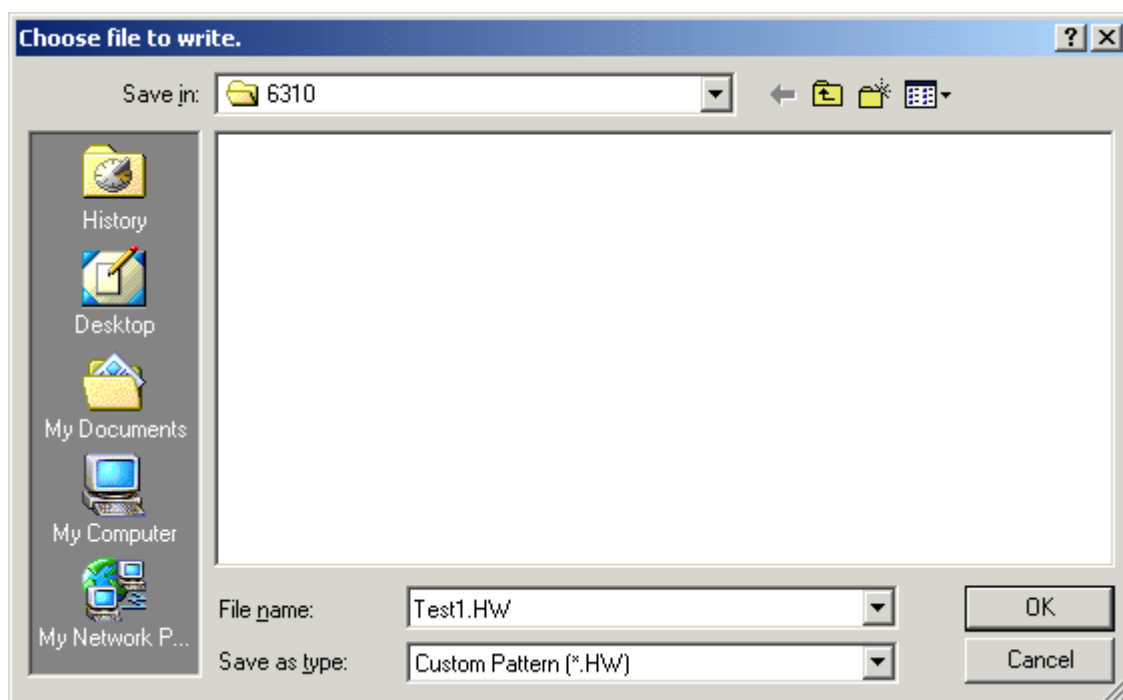 Choose file to write.
Save in:
6310
History
Desktop
My Documents
My Computer
My Network P...
File name:
Test1.HW
OK
Save as type:
Custom Pattern (*.HW)
Cancel